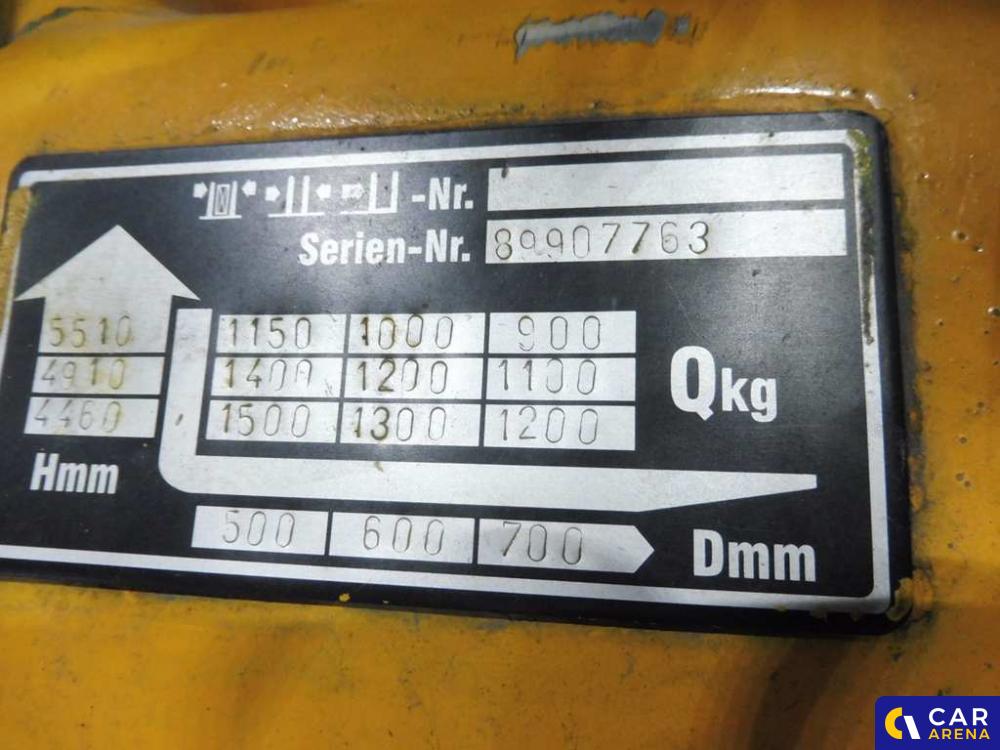 -Nr.
Serien-Nr. 89907763
5510 1150 1000 900
4910 1400 1200 1100 Qkg
4460 1500 1300 1200
Hmm
500 600 700 Dmm
CAR
ARENA